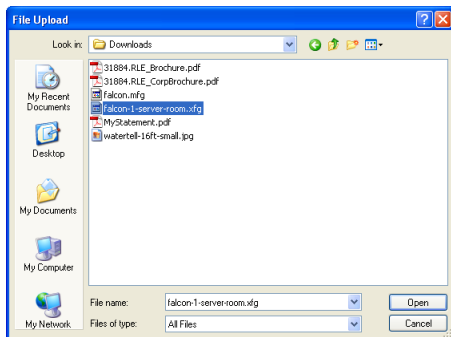 File Upload
Look in: Downloads
My Recent Documents
Desktop
My Documents
My Computer
My Network
31884.RLE_Brochure.pdf
31884.RLE_CorpBrochure.pdf
falcon.mfg
falcon-1-server-room.xfg
MyStatement.pdf
watertell-16ft-small.jpg
File name: falcon-1-server-room.xfg Open
Files of type: All Files Cancel